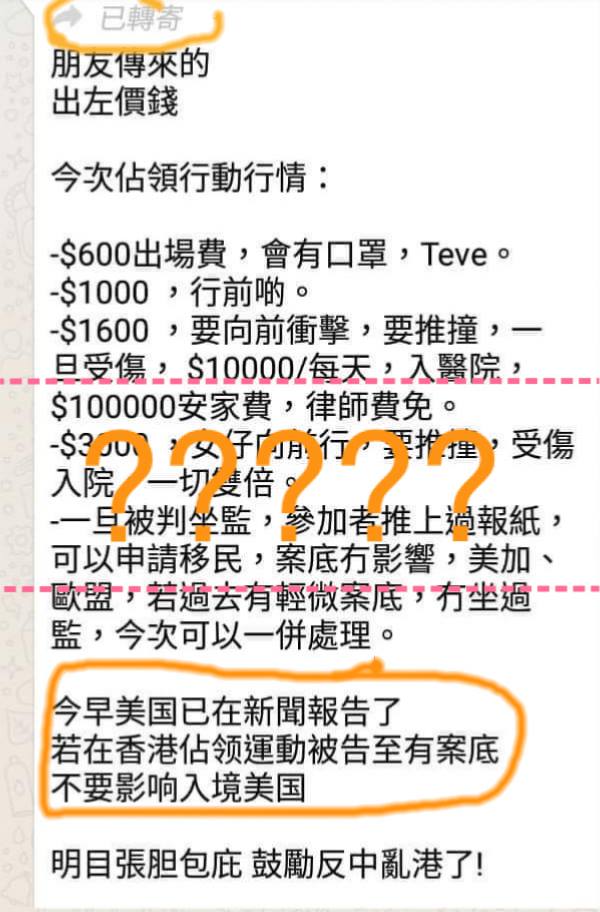 已轉寄
朋友傳來的
出左價錢
今次佔領行動行情：
-$600出場費，會有口罩，Teve。
-$1000 ，行前啲。
-$1600 ，要向前衝擊，要推撞，一
旦受傷， $10000/每天，入醫院，
$100000安家費，律師費免。
-$3000 ，女仔向前行，要推撞，受傷
入院，一切雙倍。
?????
-一旦被判坐監，參加者推上過報紙，
可以申請移民，案底冇影響，美加、
歐盟，若過去有輕微案底，冇坐過
監，今次可以一併處理。
今早美国已在新聞報告了
若在香港佔领運動被告至有案底
不要影响入境美国
明目張胆包庇 鼓勵反中亂港了!